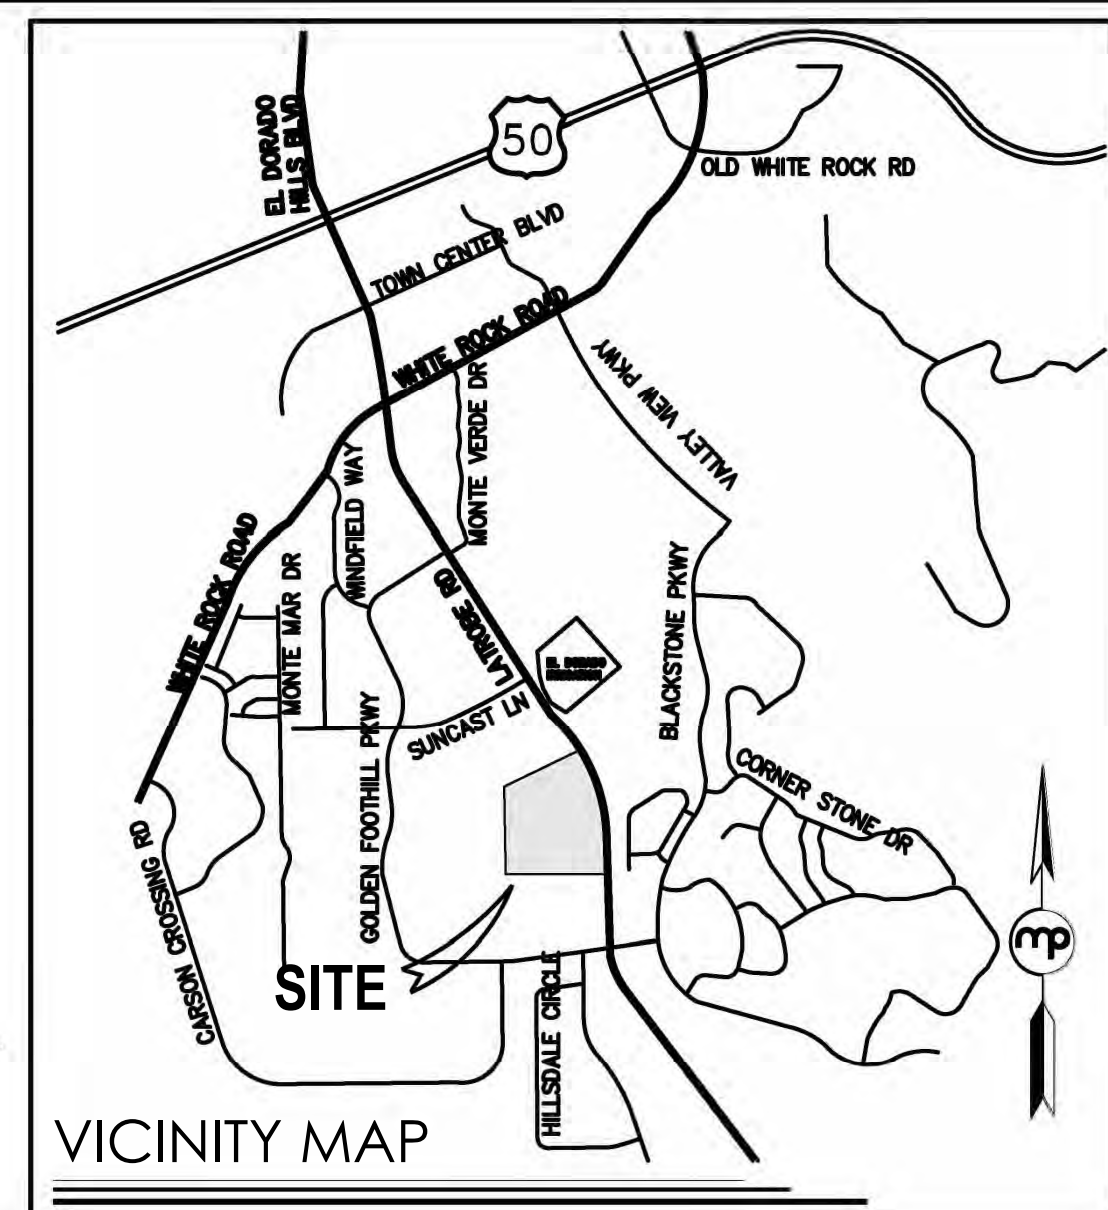 EL DORADO
HILLS BLVD
50
OLD WHITE ROCK RD
TOWN CENTER BLVD
WHITE ROCK ROAD
VALLEY VIEW PKWY
MONTE VERDE DR
WINDFIELD WAY
WHITE ROCK ROAD
MONTE MAR DR
LATROBE RD
BLACKSTONE PKWY
EL DORADO
SUNCAST LN
GOLDEN FOOTHILL PKWY
CORNER STONE DR
CARSON CROSSING RD
mp
SITE
HILLSDALE CIRCLE
VICINITY MAP